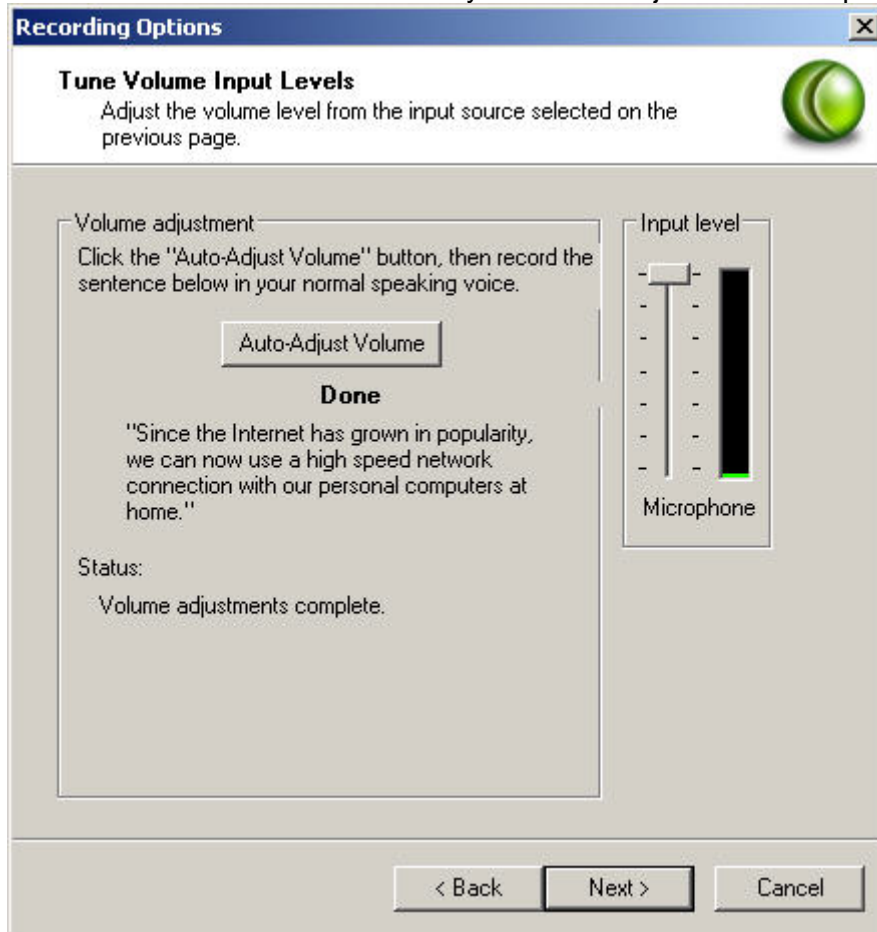 Recording Options
Tune Volume Input Levels
Adjust the volume level from the input source selected on the
previous page.
Volume adjustment
Click the "Auto-Adjust Volume" button, then record the
sentence below in your normal speaking voice.
Auto-Adjust Volume
Done
"Since the Internet has grown in popularity,
we can now use a high speed network
connection with our personal computers at
home."
Status:
Volume adjustments complete.
Input level
Microphone
< Back
Next >
Cancel